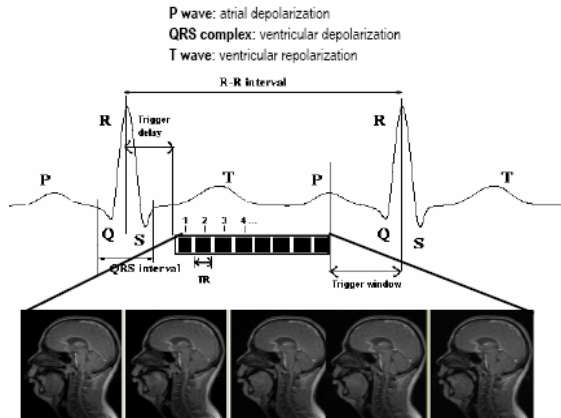 P wave: atrial depolarization
QRS complex: ventricular depolarization
T wave: ventricular repolarization
R-R interval
R
R
Trigger
delay
P
T
P
T
1 2 3 4...
Q
S
Q
S
QRS interval
TR
Trigger window